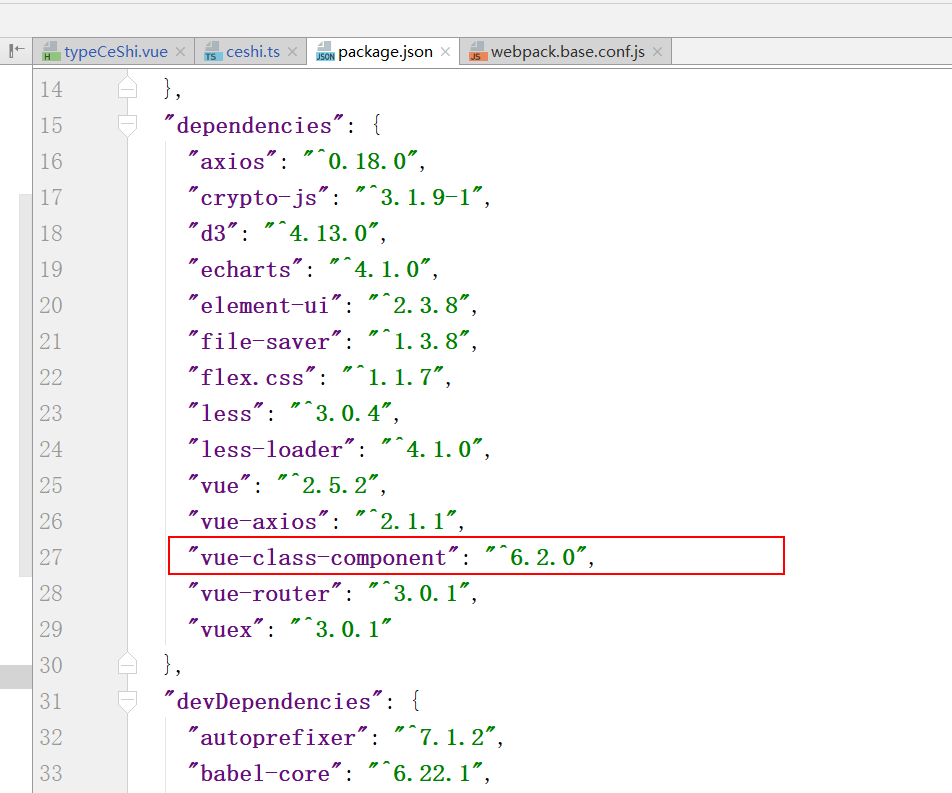 typeCeShi.vue ceshi.ts package.json webpack.base.conf.js
14 },
15 "dependencies": {
16 "axios": "^0.18.0",
17 "crypto-js": "^3.1.9-1",
18 "d3": "^4.13.0",
19 "echarts": "^4.1.0",
20 "element-ui": "^2.3.8",
21 "file-saver": "^1.3.8",
22 "flex.css": "^1.1.7",
23 "less": "^3.0.4",
24 "less-loader": "^4.1.0",
25 "vue": "^2.5.2",
26 "vue-axios": "^2.1.1",
27 "vue-class-component": "^6.2.0",
28 "vue-router": "^3.0.1",
29 "vuex": "^3.0.1"
30 },
31 "devDependencies": {
32 "autoprefixer": "^7.1.2",
33 "babel-core": "^6.22.1",